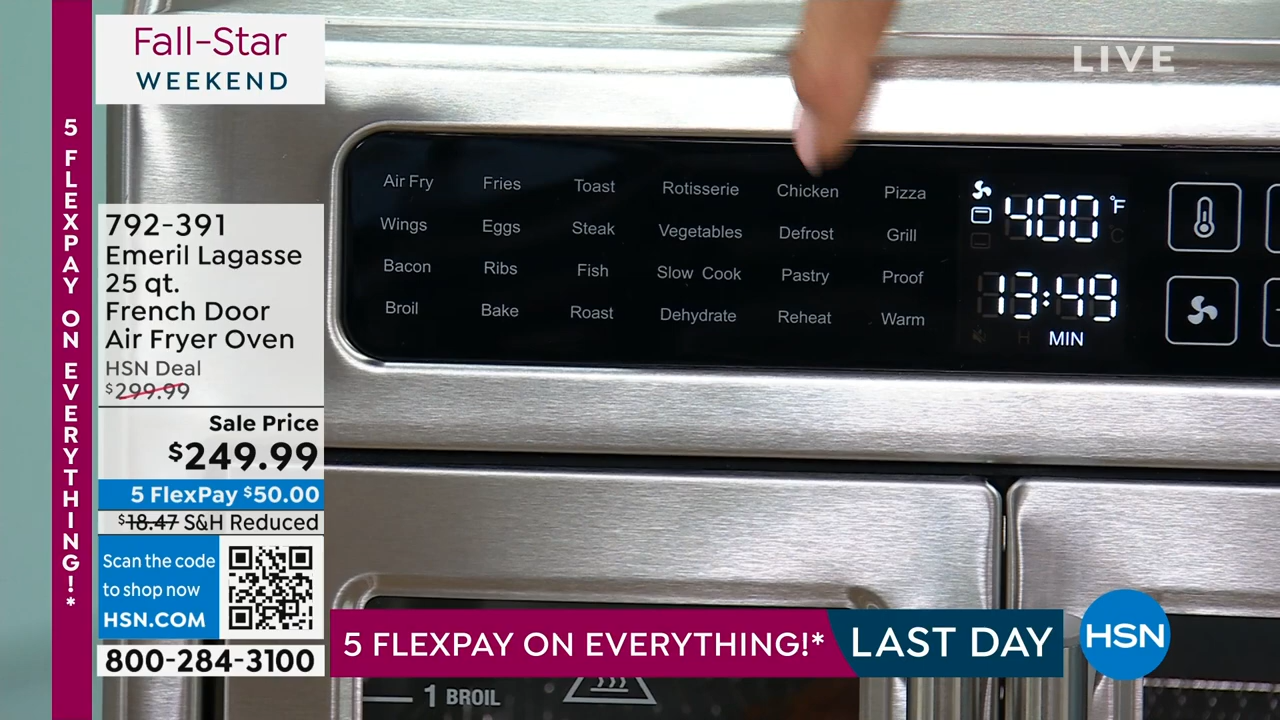 Fall-Star
WEEKEND
LIVE
5 FLEXPAY ON EVERYTHING!*
792-391
Emeril Lagasse
25 qt.
French Door
Air Fryer Oven
HSN Deal
$299.99
Sale Price
$249.99
5 FlexPay $50.00
$18.47 S&H Reduced
Scan the code
to shop now
HSN.COM
800-284-3100
Air Fry Fries Toast Rotisserie Chicken Pizza
Wings Eggs Steak Vegetables Defrost Grill
Bacon Ribs Fish Slow Cook Pastry Proof
Broil Bake Roast Dehydrate Reheat Warm
400 °F
C
13:49
H MIN
5 FLEXPAY ON EVERYTHING!* LAST DAY HSN
1 BROIL